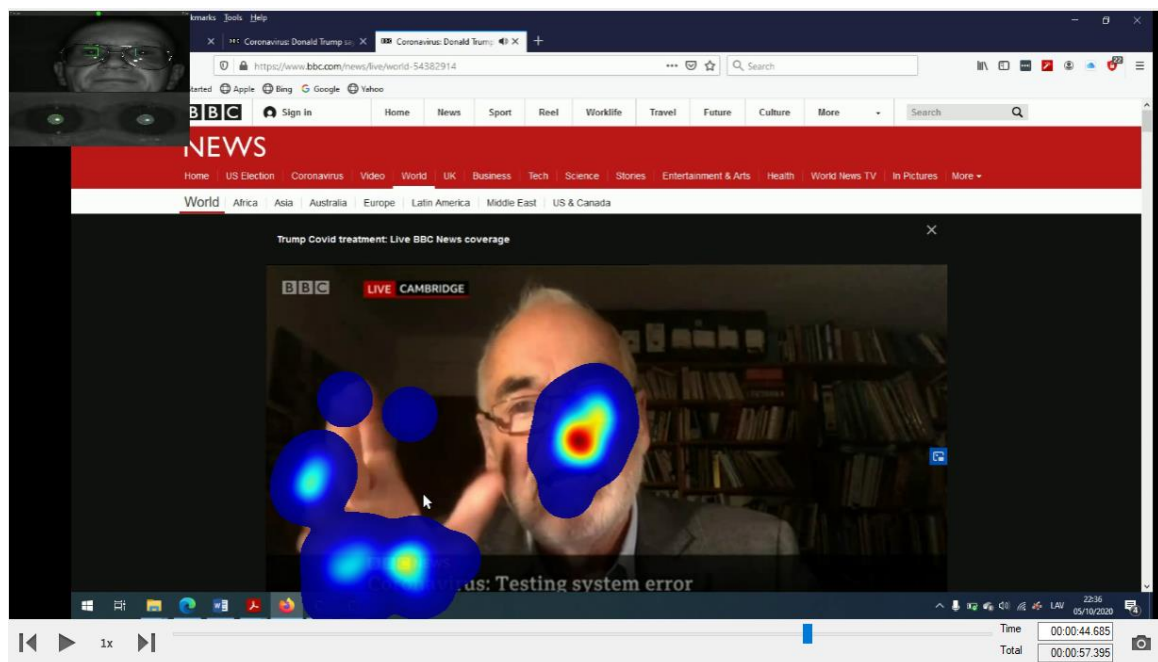 kmarks Tools Help
BBC Coronavirus: Donald Trump sa
BBC Coronavirus: Donald Trump
https://www.bbc.com/news/live/world-54382914
Search
22
started Apple Bing Google Yahoo
BBC Sign in Home News Sport Reel Worklife Travel Future Culture More Search
NEWS
Home US Election Coronavirus Video World UK Business Tech Science Stories Entertainment & Arts Health World News TV In Pictures More
World Africa Asia Australia Europe Latin America Middle East US & Canada
Trump Covid treatment: Live BBC News coverage
BBC LIVE CAMBRIDGE
us: Testing system error
LAV 22:36
05/10/2020
4
1x
Time 00:00:44.685
Total 00:00:57.395